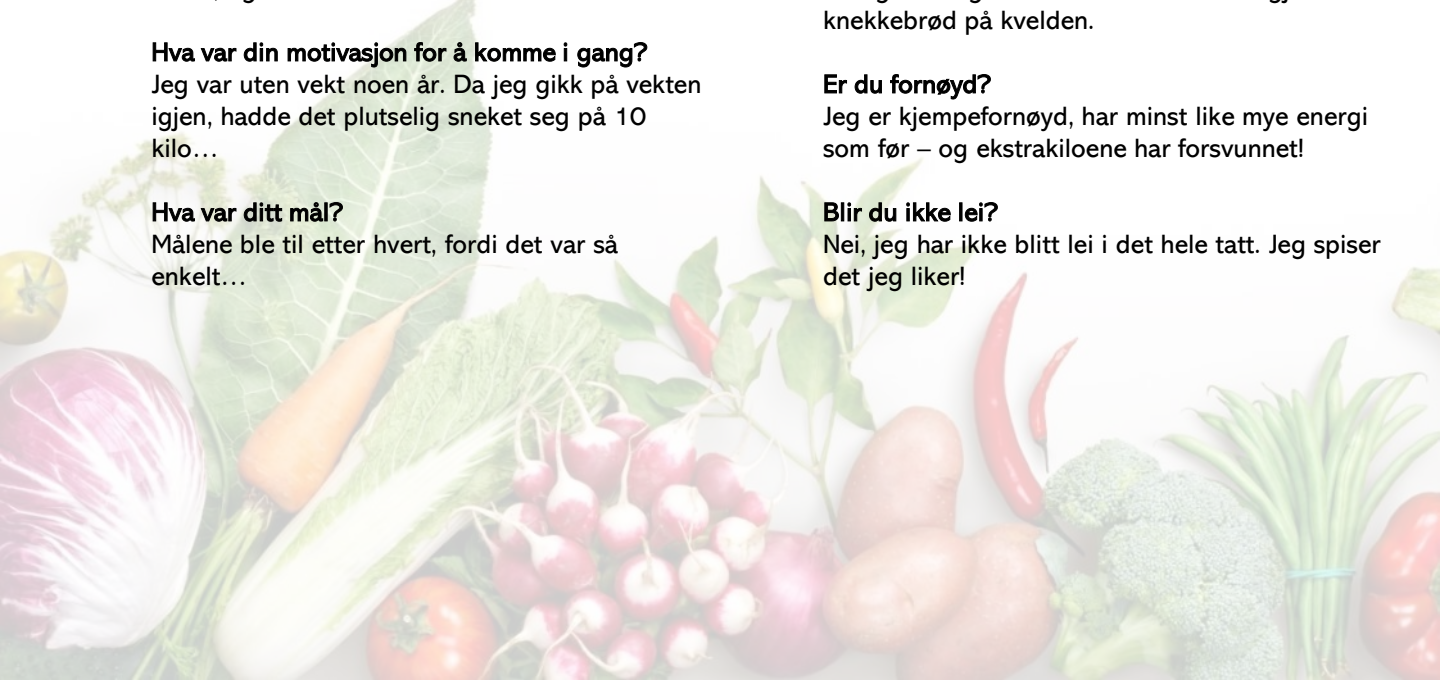 Hva var din motivasjon for å komme i gang?
Jeg var uten vekt noen år. Da jeg gikk på vekten
igjen, hadde det plutselig sneket seg på 10
kilo…
Hva var ditt mål?
Målene ble til etter hvert, fordi det var så
enkelt…
knekkebrød på kvelden.
Er du fornøyd?
Jeg er kjempefornøyd, har minst like mye energi
som før – og ekstrakiloene har forsvunnet!
Blir du ikke lei?
Nei, jeg har ikke blitt lei i det hele tatt. Jeg spiser
det jeg liker!